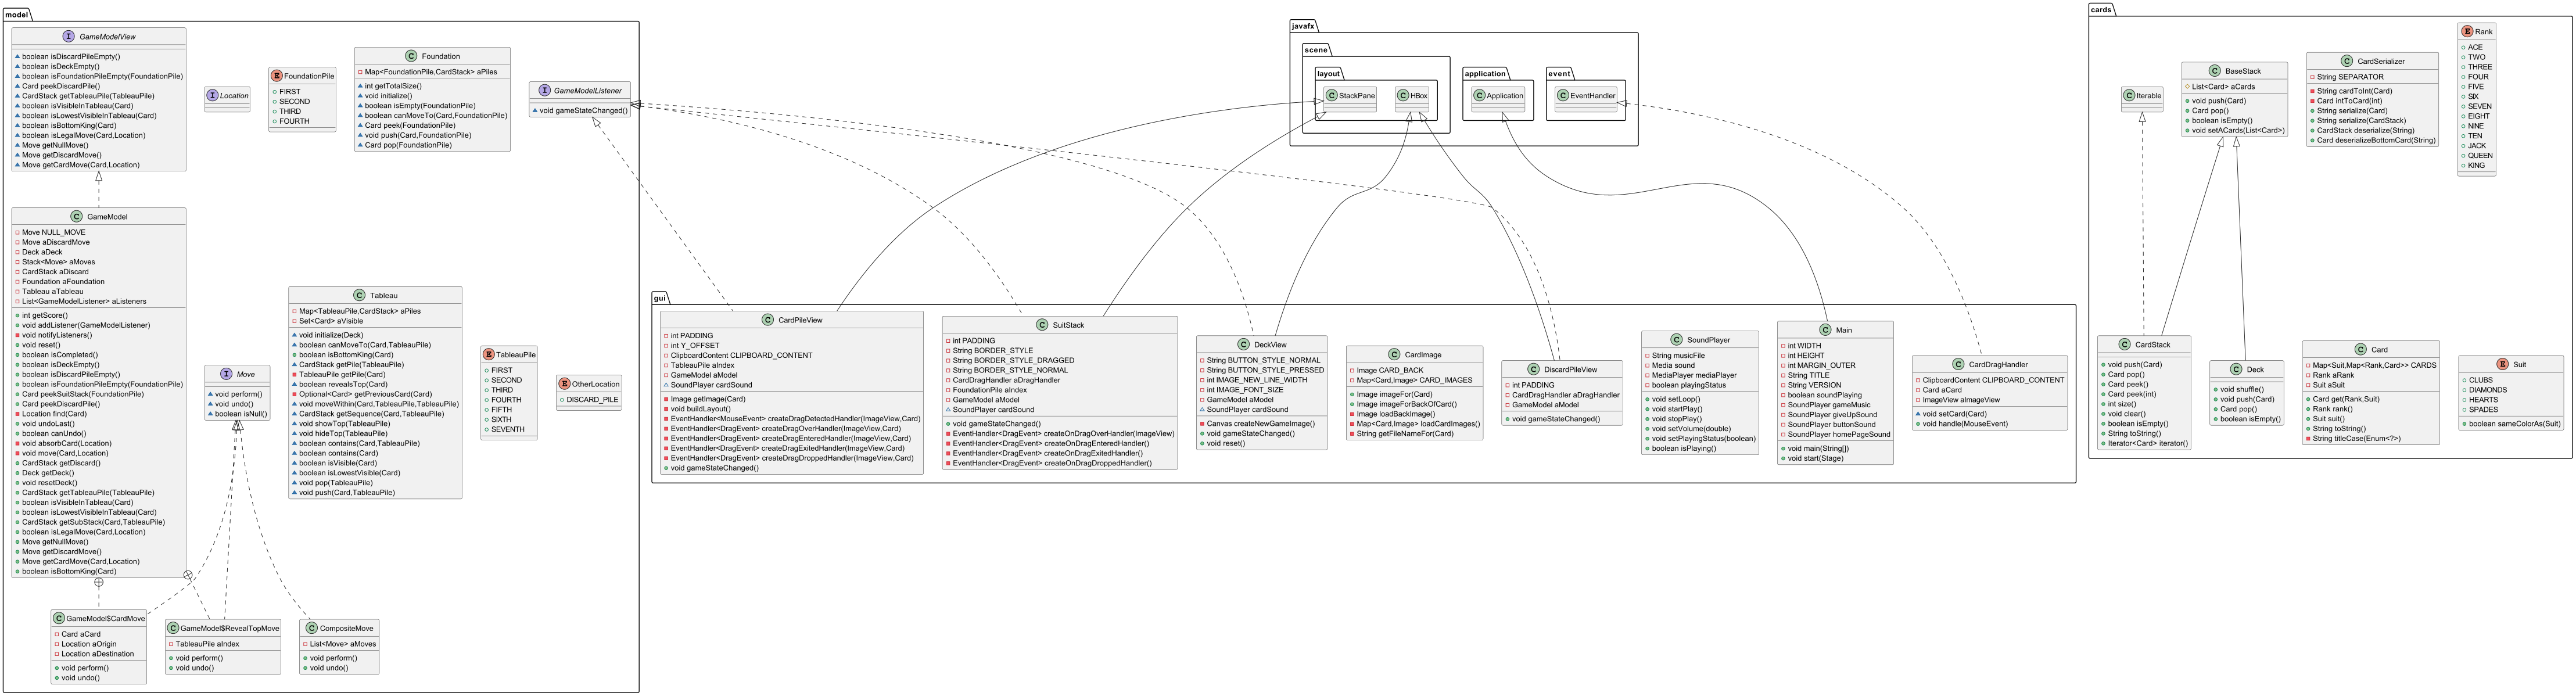 model
GameModelView
boolean isDiscardPileEmpty()
boolean isDeckEmpty()
boolean isFoundationPileEmpty(FoundationPile)
Card peekDiscardPile()
CardStack getTableauPile(TableauPile)
boolean isVisibleInTableau(Card)
boolean isLowestVisibleInTableau(Card)
boolean isBottomKing(Card)
boolean isLegalMove(Card,Location)
Move getNullMove()
Move getDiscardMove()
Move getCardMove(Card,Location)
Location
FoundationPile
FIRST
SECOND
THIRD
FOURTH
Foundation
Map<FoundationPile,CardStack> aPiles
int getTotalSize()
void initialize()
boolean isEmpty(FoundationPile)
boolean canMoveTo(Card,FoundationPile)
Card peek(FoundationPile)
void push(Card,FoundationPile)
Card pop(FoundationPile)
GameModelListener
void gameStateChanged()
GameModel
Move NULL_MOVE
Move aDiscardMove
Deck aDeck
Stack<Move> aMoves
CardStack aDiscard
Foundation aFoundation
Tableau aTableau
List<GameModelListener> aListeners
int getScore()
void addListener(GameModelListener)
void notifyListeners()
void reset()
boolean isCompleted()
boolean isDeckEmpty()
boolean isDiscardPileEmpty()
boolean isFoundationPileEmpty(FoundationPile)
Card peekSuitStack(FoundationPile)
Card peekDiscardPile()
Location find(Card)
void undoLast()
boolean canUndo()
void absorbCard(Location)
void move(Card,Location)
CardStack getDiscard()
Deck getDeck()
void resetDeck()
CardStack getTableauPile(TableauPile)
boolean isVisibleInTableau(Card)
boolean isLowestVisibleInTableau(Card)
CardStack getSubStack(Card,TableauPile)
boolean isLegalMove(Card,Location)
Move getNullMove()
Move getDiscardMove()
Move getCardMove(Card,Location)
boolean isBottomKing(Card)
Move
void perform()
void undo()
boolean isNull()
Tableau
Map<TableauPile,CardStack> aPiles
Set<Card> aVisible
void initialize(Deck)
boolean canMoveTo(Card,TableauPile)
boolean isBottomKing(Card)
CardStack getPile(TableauPile)
TableauPile getPile(Card)
boolean revealsTop(Card)
Optional<Card> getPreviousCard(Card)
void moveWithin(Card,TableauPile,TableauPile)
CardStack getSequence(Card,TableauPile)
void showTop(TableauPile)
void hideTop(TableauPile)
boolean contains(Card,TableauPile)
boolean contains(Card)
boolean isVisible(Card)
boolean isLowestVisible(Card)
void pop(TableauPile)
void push(Card,TableauPile)
TableauPile
FIRST
SECOND
THIRD
FOURTH
FIFTH
SIXTH
SEVENTH
OtherLocation
DISCARD_PILE
GameModel$CardMove
Card aCard
Location aOrigin
Location aDestination
void perform()
void undo()
GameModel$RevealTopMove
TableauPile aIndex
void perform()
void undo()
CompositeMove
List<Move> aMoves
void perform()
void undo()
javafx
scene
layout
StackPane
HBox
application
Application
event
EventHandler
gui
CardPileView
int PADDING
int Y_OFFSET
ClipboardContent CLIPBOARD_CONTENT
TableauPile aIndex
GameModel aModel
SoundPlayer cardSound
Image getImage(Card)
void buildLayout()
EventHandler<MouseEvent> createDragDetectedHandler(ImageView,Card)
EventHandler<DragEvent> createDragOverHandler(ImageView,Card)
EventHandler<DragEvent> createDragEnteredHandler(ImageView,Card)
EventHandler<DragEvent> createDragExitedHandler(ImageView,Card)
EventHandler<DragEvent> createDragDroppedHandler(ImageView,Card)
void gameStateChanged()
SuitStack
int PADDING
String BORDER_STYLE
String BORDER_STYLE_DRAGGED
String BORDER_STYLE_NORMAL
CardDragHandler aDragHandler
FoundationPile aIndex
GameModel aModel
SoundPlayer cardSound
void gameStateChanged()
EventHandler<DragEvent> createOnDragOverHandler(ImageView)
EventHandler<DragEvent> createOnDragEnteredHandler()
EventHandler<DragEvent> createOnDragExitedHandler()
EventHandler<DragEvent> createOnDragDroppedHandler()
DeckView
String BUTTON_STYLE_NORMAL
String BUTTON_STYLE_PRESSED
int IMAGE_NEW_LINE_WIDTH
int IMAGE_FONT_SIZE
GameModel aModel
SoundPlayer cardSound
Canvas createNewGameImage()
void gameStateChanged()
void reset()
CardImage
Image CARD_BACK
Map<Card,Image> CARD_IMAGES
Image imageFor(Card)
Image imageForBackOfCard()
Image loadBackImage()
Map<Card,Image> loadCardImages()
String getFileNameFor(Card)
DiscardPileView
int PADDING
CardDragHandler aDragHandler
GameModel aModel
void gameStateChanged()
SoundPlayer
String musicFile
Media sound
MediaPlayer mediaPlayer
boolean playingStatus
void setLoop()
void startPlay()
void stopPlay()
void setVolume(double)
void setPlayingStatus(boolean)
boolean isPlaying()
Main
int WIDTH
int HEIGHT
int MARGIN_OUTER
String TITLE
String VERSION
boolean soundPlaying
SoundPlayer gameMusic
SoundPlayer giveUpSound
SoundPlayer buttonSound
SoundPlayer homePageSound
void main(String[])
void start(Stage)
CardDragHandler
ClipboardContent CLIPBOARD_CONTENT
Card aCard
ImageView aImageView
void setCard(Card)
void handle(MouseEvent)
cards
Iterable
BaseStack
List<Card> aCards
void push(Card)
Card pop()
boolean isEmpty()
void setACards(List<Card>)
CardSerializer
String SEPARATOR
String cardToInt(Card)
Card intToCard(int)
String serialize(Card)
String serialize(CardStack)
CardStack deserialize(String)
Card deserializeBottomCard(String)
Rank
ACE
TWO
THREE
FOUR
FIVE
SIX
SEVEN
EIGHT
NINE
TEN
JACK
QUEEN
KING
CardStack
void push(Card)
Card pop()
Card peek()
Card peek(int)
int size()
void clear()
boolean isEmpty()
String toString()
Iterator<Card> iterator()
Deck
void shuffle()
void push(Card)
Card pop()
boolean isEmpty()
Card
Map<Suit,Map<Rank,Card>> CARDS
Rank aRank
Suit aSuit
Card get(Rank,Suit)
Rank rank()
Suit suit()
String toString()
String titleCase(Enum<?>)
Suit
CLUBS
DIAMONDS
HEARTS
SPADES
boolean sameColorAs(Suit)